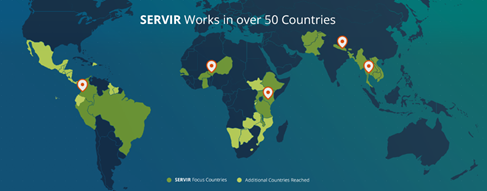 SERVIR Works in over 50 Countries
SERVIR Focus Countries
Additional Countries Reached